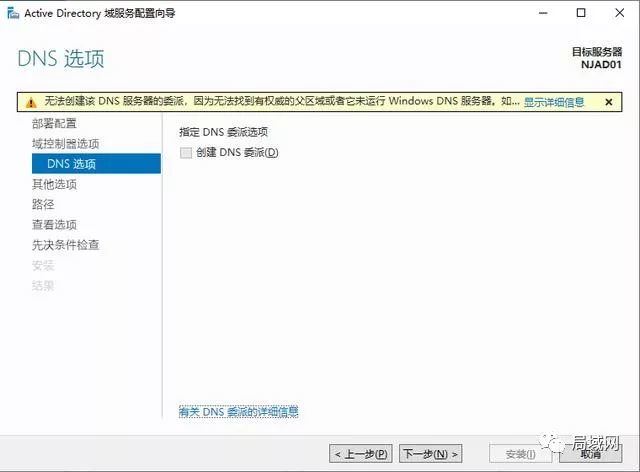 Active Directory 域服务配置向导
DNS 选项
目标服务器
NJAD01
无法创建该 DNS 服务器的委派，因为无法找到有权威的父区域或者它未运行 Windows DNS 服务器。如... 显示详细信息
部署配置
域控制器选项
DNS 选项
其他选项
路径
查看选项
先决条件检查
安装
结果
指定 DNS 委派选项
创建 DNS 委派(D)
有关 DNS 委派的详细信息
< 上一步(P)
下一步(N) >
安装(I)
取消
局域网